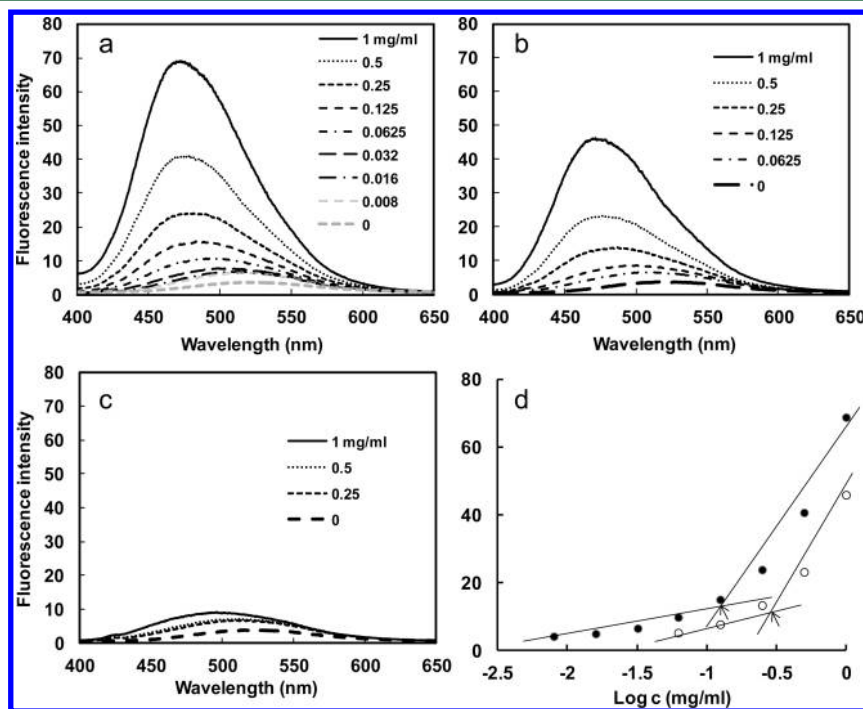 a
80
70
60
50
40
30
20
10
0
Fluorescence intensity
400 450 500 550 600 650
Wavelength (nm)
1 mg/ml
0.5
0.25
0.125
0.0625
0.032
0.016
0.008
0
b
80
70
60
50
40
30
20
10
0
400 450 500 550 600 650
Wavelength (nm)
1 mg/ml
0.5
0.25
0.125
0.0625
0
c
80
70
60
50
40
30
20
10
0
Fluorescence intensity
400 450 500 550 600 650
Wavelength (nm)
1 mg/ml
0.5
0.25
0
d
80
60
40
20
0
-2.5 -2 -1.5 -1 -0.5 0
Log c (mg/ml)